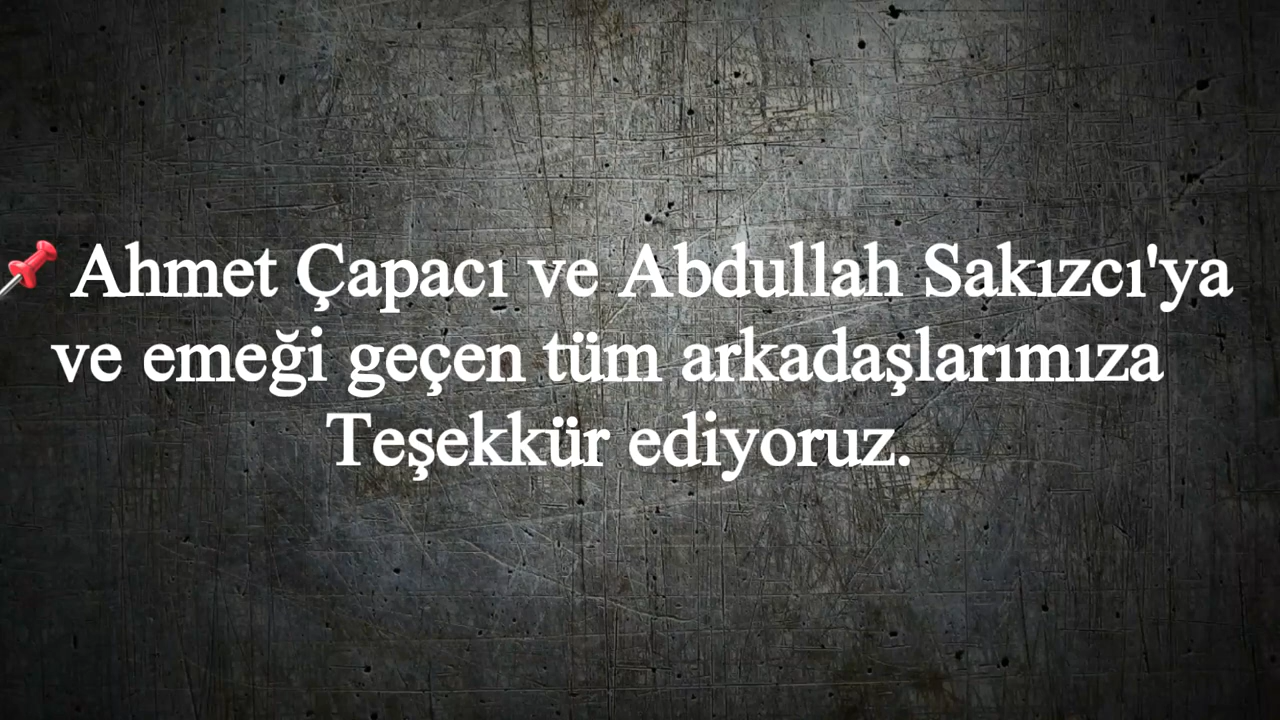 📌 Ahmet Çapacı ve Abdullah Sakızcı'ya
ve emeği geçen tüm arkadaşlarımıza
Teşekkür ediyoruz.